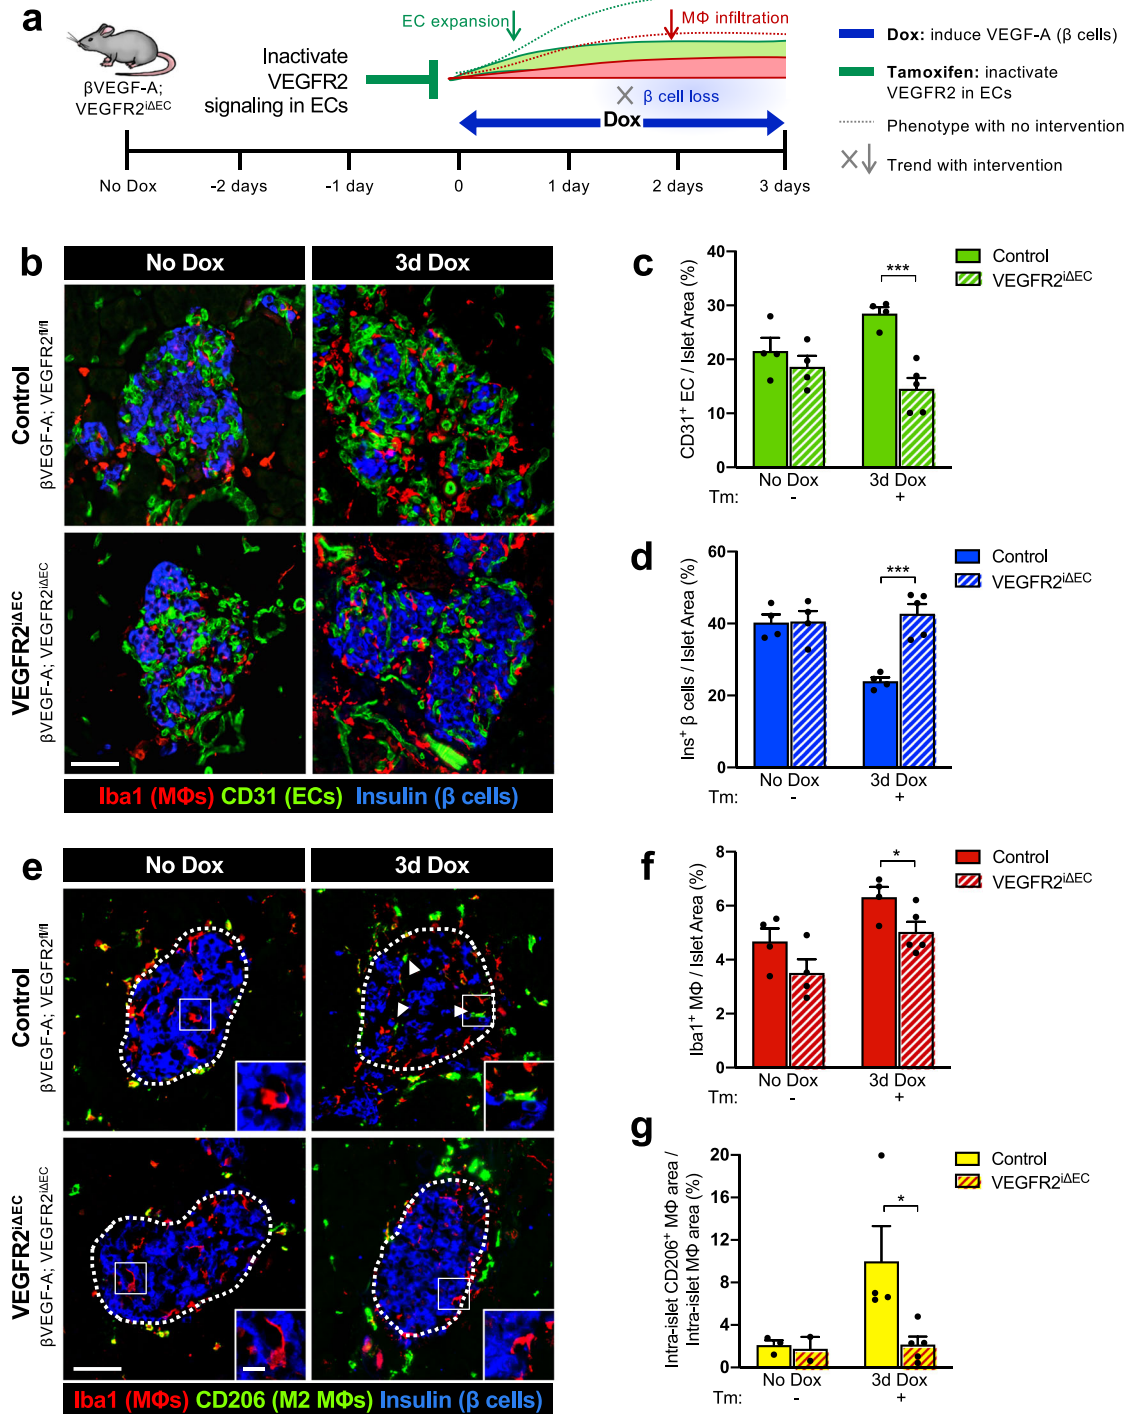 a
βVEGF-A;
VEGFR2iΔEC
Inactivate
VEGFR2
signaling in ECs
EC expansion
MΦ infiltration
β cell loss
Dox
No Dox
-2 days
-1 day
0
1 day
2 days
3 days
Dox: induce VEGF-A (β cells)
Tamoxifen: inactivate
VEGFR2 in ECs
Phenotype with no intervention
Trend with intervention
b
No Dox
3d Dox
Control
βVEGF-A; VEGFR2fl/fl
VEGFR2iΔEC
βVEGF-A; VEGFR2iΔEC
Iba1 (MΦs) CD31 (ECs) Insulin (β cells)
c
CD31+ EC / Islet Area (%)
40
30
20
10
0
***
No Dox
3d Dox
Tm:
-
+
Control
VEGFR2iΔEC
d
Ins+ β cells / Islet Area (%)
60
40
20
0
***
No Dox
3d Dox
Tm:
-
+
Control
VEGFR2iΔEC
e
No Dox
3d Dox
Control
βVEGF-A; VEGFR2fl/fl
VEGFR2iΔEC
βVEGF-A; VEGFR2iΔEC
Iba1 (MΦs) CD206 (M2 MΦs) Insulin (β cells)
f
Iba1+ MΦ / Islet Area (%)
8
6
4
2
0
*
No Dox
3d Dox
Tm:
-
+
Control
VEGFR2iΔEC
g
Intra-islet CD206+ MΦ area /
Intra-islet MΦ area (%)
20
16
12
8
4
0
*
No Dox
3d Dox
Tm:
-
+
Control
VEGFR2iΔEC